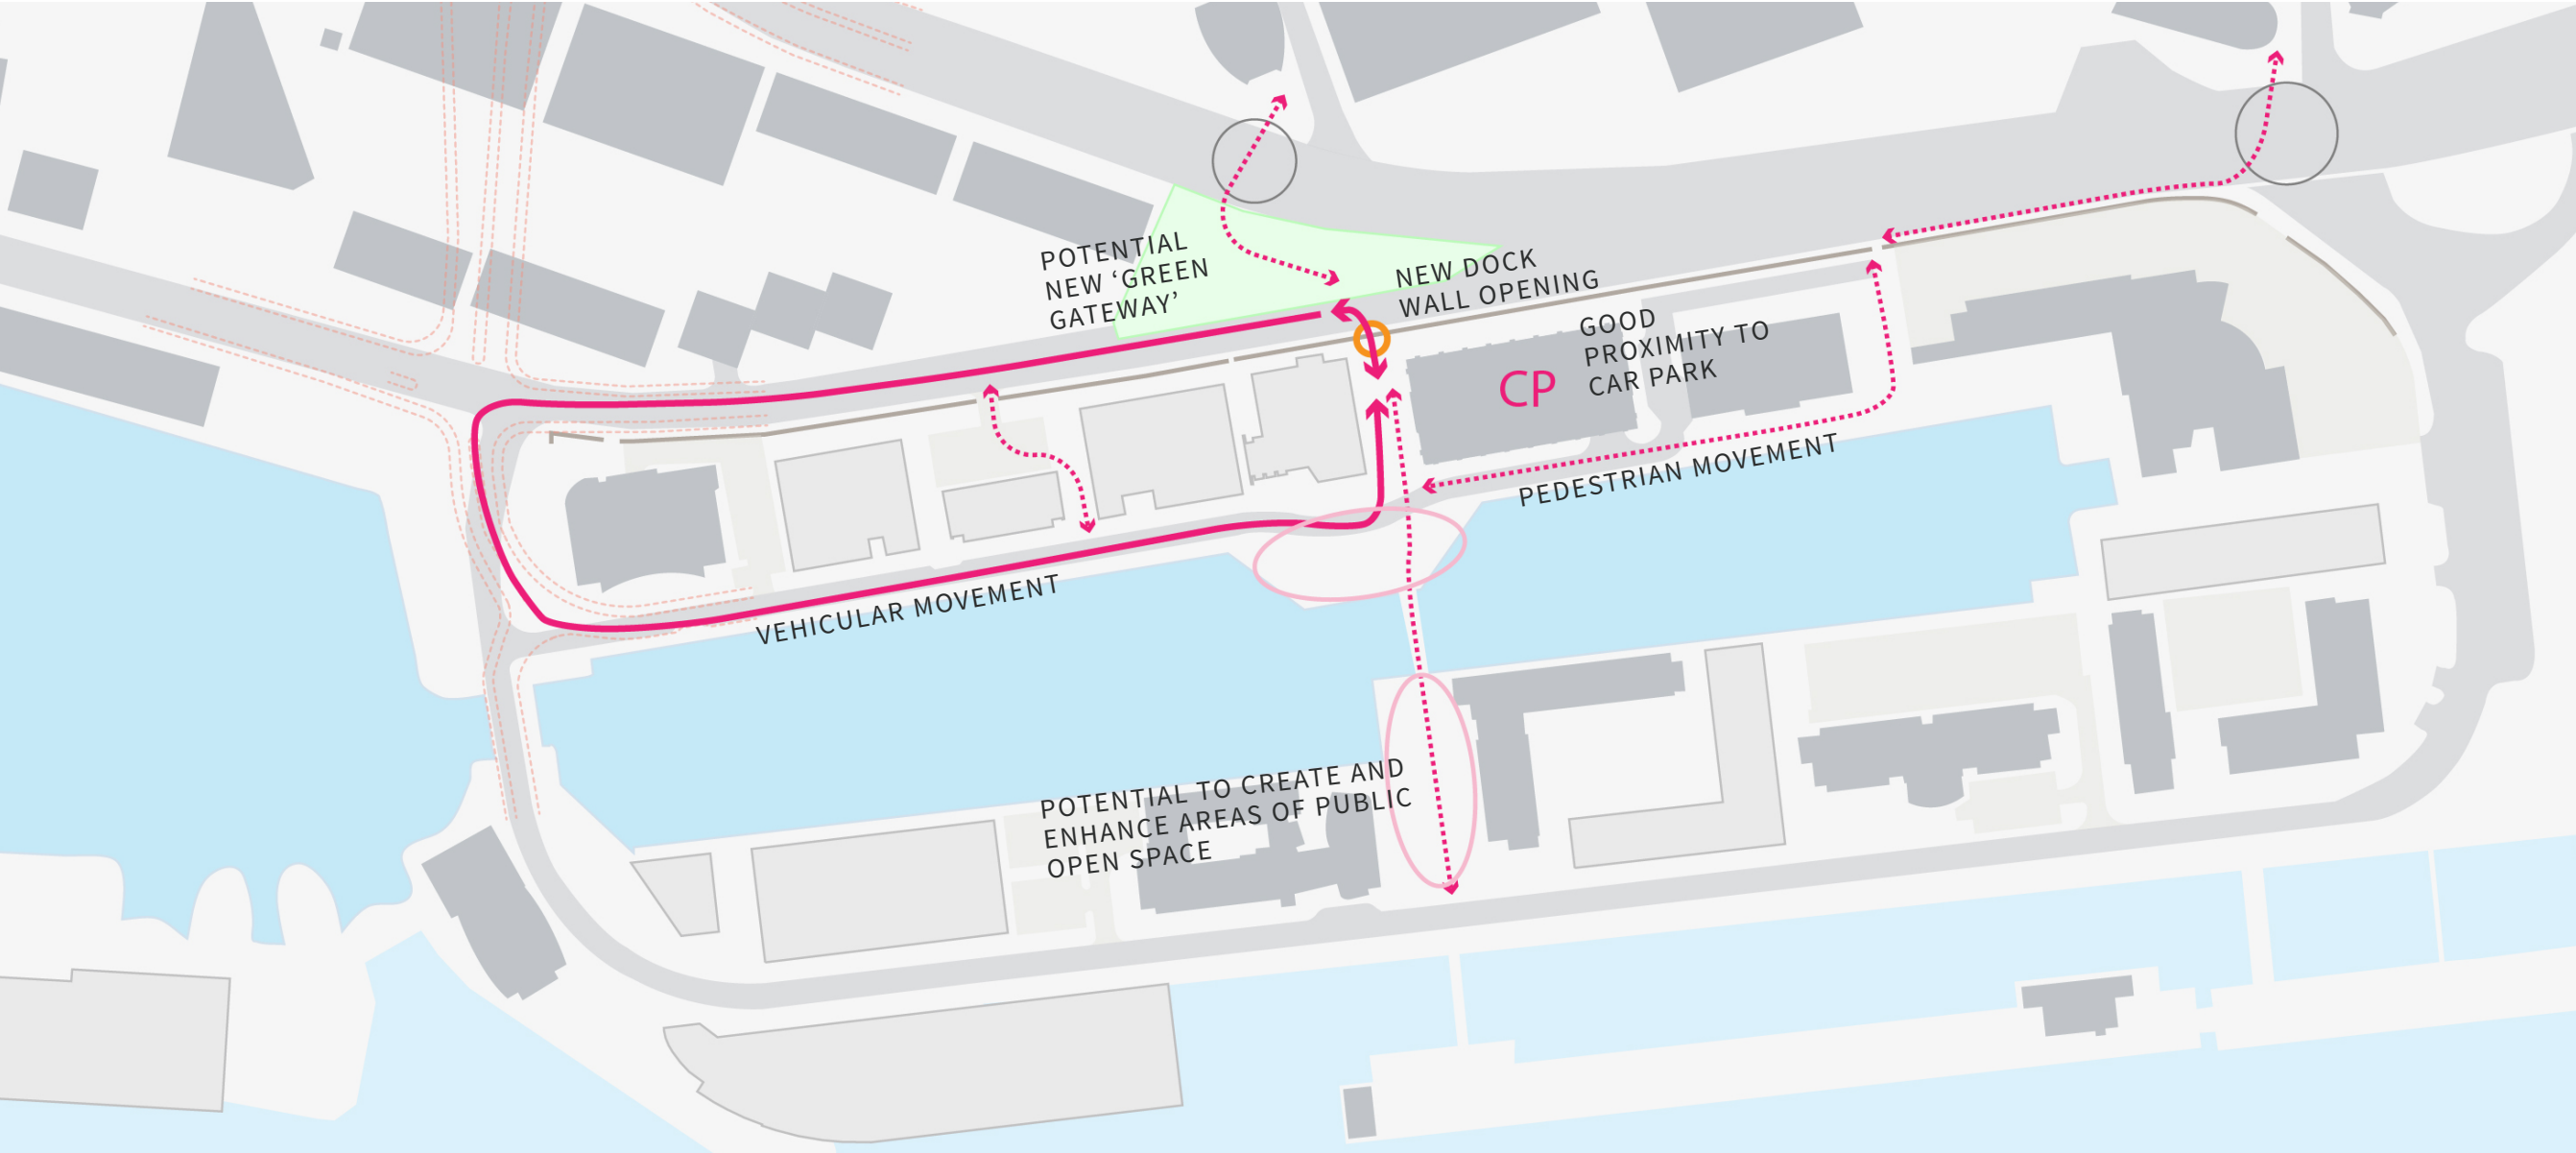 POTENTIAL
NEW ‘GREEN
GATEWAY’
NEW DOCK
WALL OPENING
GOOD
PROXIMITY TO
CAR PARK
CP
PEDESTRIAN MOVEMENT
VEHICULAR MOVEMENT
POTENTIAL TO CREATE AND
ENHANCE AREAS OF PUBLIC
OPEN SPACE